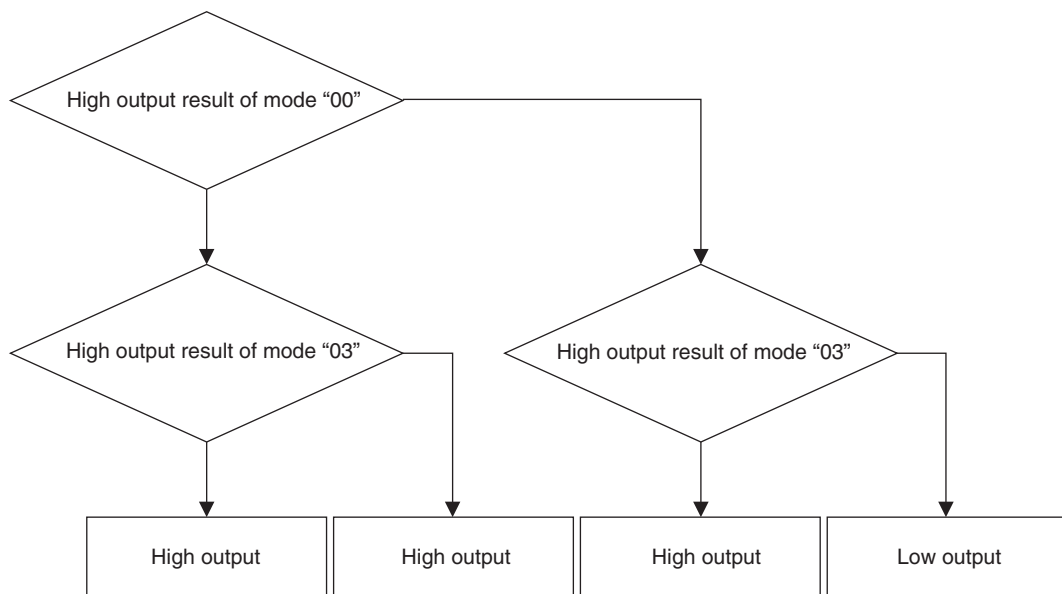 High output result of mode “00”
High output result of mode “03”
High output result of mode “03”
High output
High output
High output
Low output